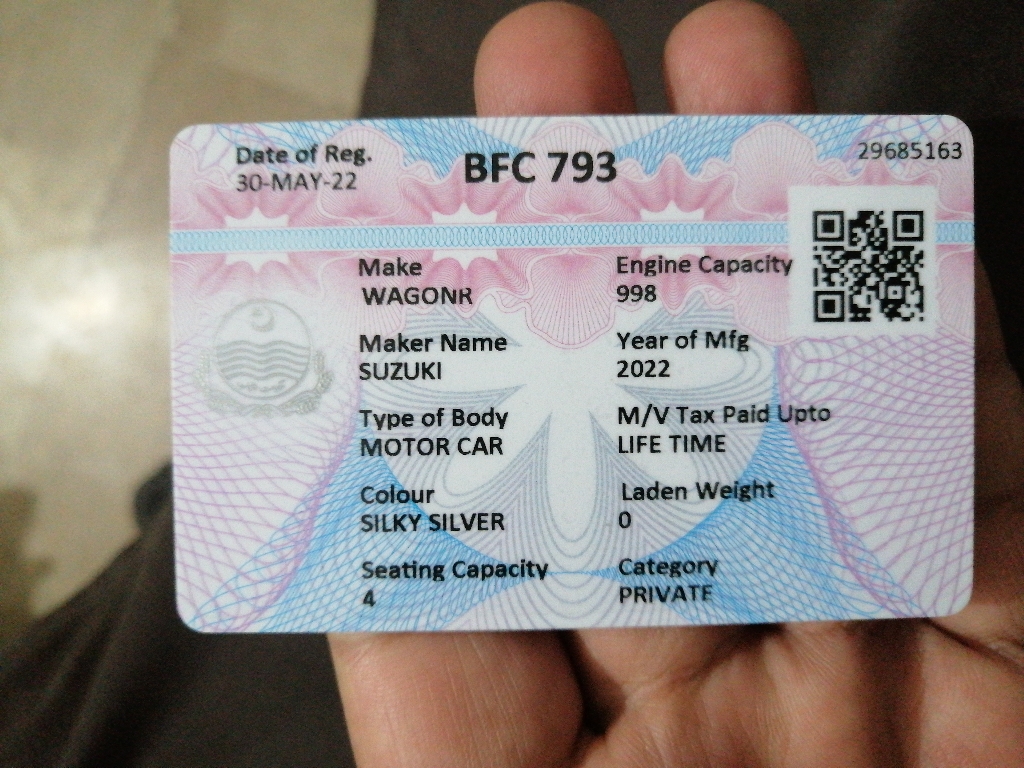 Date of Reg.
30-MAY-22
BFC 793
29685163
Make
WAGONR
Engine Capacity
998
Maker Name
SUZUKI
Year of Mfg
2022
Type of Body
MOTOR CAR
M/V Tax Paid Upto
LIFE TIME
Colour
SILKY SILVER
Laden Weight
0
Seating Capacity
4
Category
PRIVATE